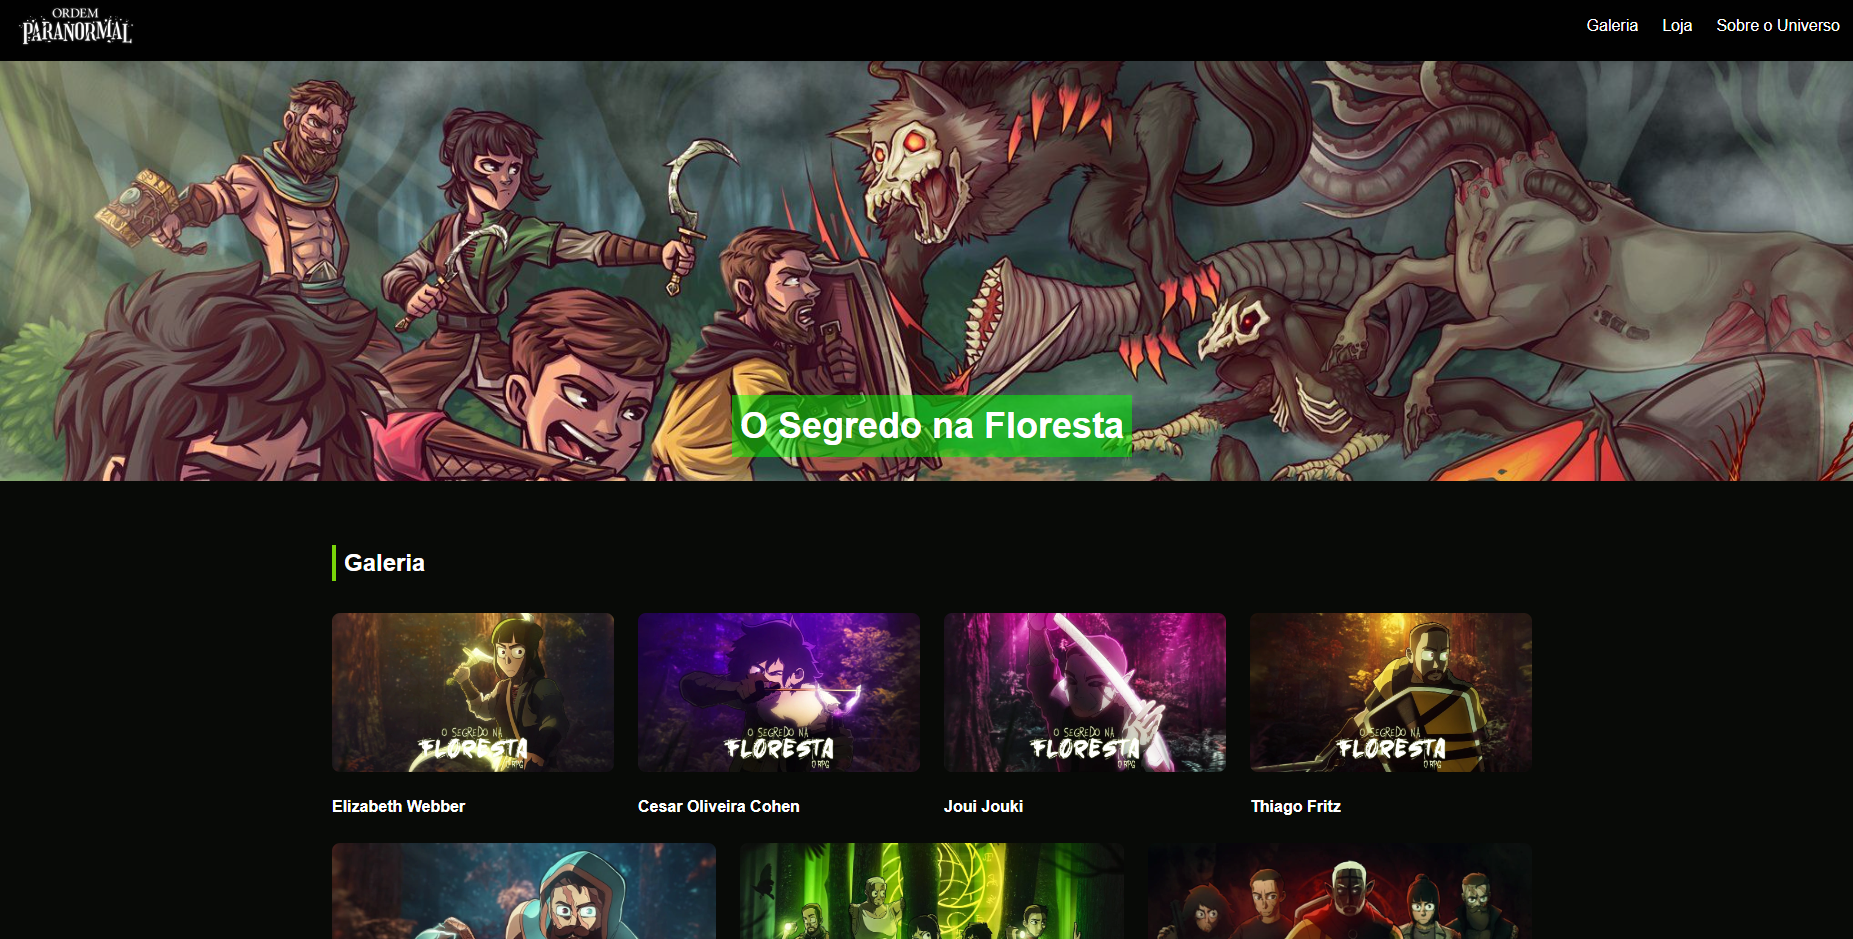 ORDEM
PARANORMAL
Galeria
Loja
Sobre o Universo
O Segredo na Floresta
Galeria
O SEGREDO NA
FLORESTA
O RPG
O SEGREDO NA
FLORESTA
O RPG
O SEGREDO NA
FLORESTA
O RPG
O SEGREDO NA
FLORESTA
O RPG
Elizabeth Webber
Cesar Oliveira Cohen
Joui Jouki
Thiago Fritz